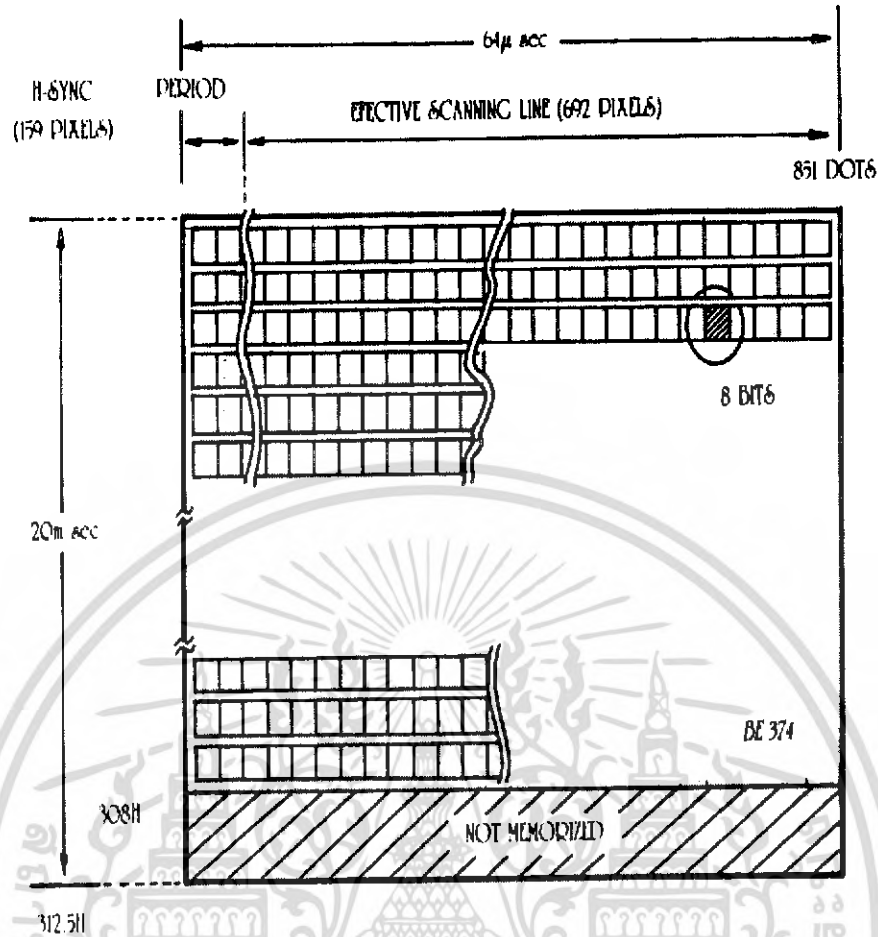 64μ sec
H-SYNC PERIOD
(159 PIXELS)
EFECTIVE SCANNING LINE (692 PIXELS)
851 DOTS
8 BITS
20m sec
BE 374
308H
NOT MEMORIZED
312.5H